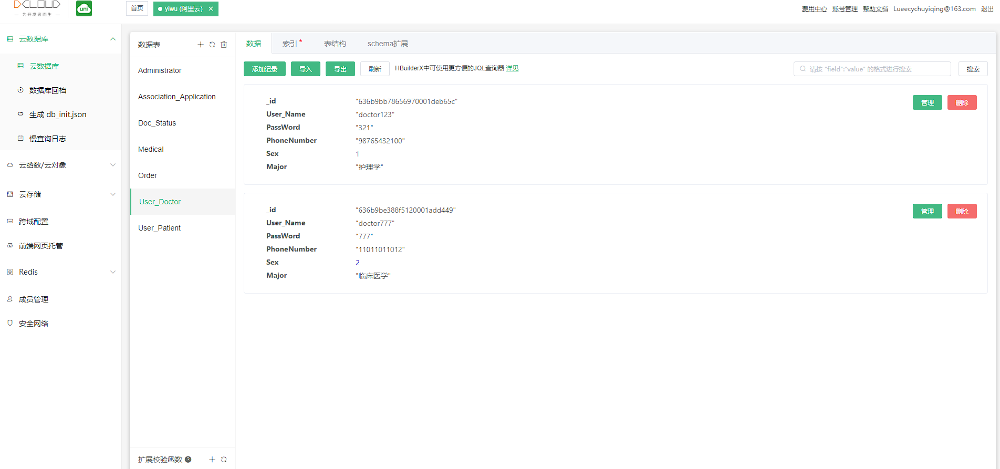 DCLOUD
为开发者而生
uni
首页
yiwu (阿里云) ×
费用中心 账号管理 帮助文档 Lueecychuyiqing@163.com 退出
云数据库
云数据库
数据库回档
生成 db_init.json
慢查询日志
云函数/云对象
云存储
跨域配置
前端网页托管
Redis
成员管理
安全网络
数据表
Administrator
Association_Application
Doc_Status
Medical
Order
User_Doctor
User_Patient
扩展校验函数 ?
数据 索引* 表结构 schema扩展
添加记录 导入 导出 刷新 HBuilderX中可使用更方便的JQL查询器 详见
请按 "field":"value" 的格式进行搜索 搜索
_id "636b9bb78656970001deb65c"
管理 删除
User_Name "doctor123"
PassWord "321"
PhoneNumber "98765432100"
Sex 1
Major "护理学"
_id "636b9be388f5120001add449"
管理 删除
User_Name "doctor777"
PassWord "777"
PhoneNumber "11011011012"
Sex 2
Major "临床医学"